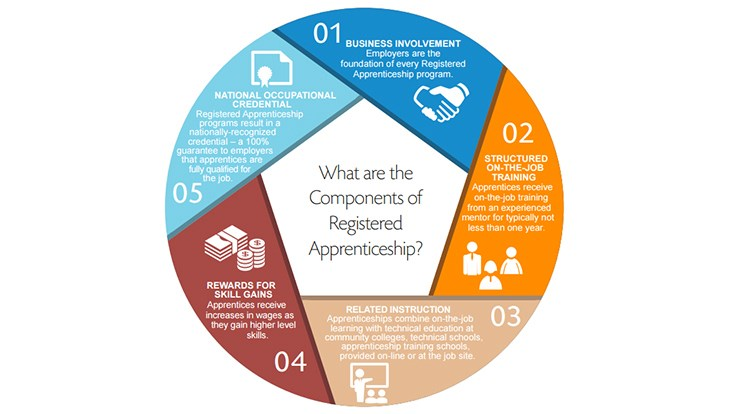 What are the
Components of
Registered
Apprenticeship?
01
BUSINESS INVOLVEMENT
Employers are the
foundation of every Registered
Apprenticeship program.
02
STRUCTURED
ON-THE-JOB
TRAINING
Apprentices receive
on-the-job training
from an experienced
mentor for typically not
less than one year.
RELATED INSTRUCTION
Apprenticeships combine on-the-job
learning with technical education at
community colleges, technical schools,
apprenticeship training schools,
provided on-line or at the job site.
03
REWARDS FOR
SKILL GAINS
Apprentices receive
increases in wages as
they gain higher level
skills.
04
NATIONAL OCCUPATIONAL
CREDENTIAL
Registered Apprenticeship
programs result in a
nationally-recognized
credential – a 100%
guarantee to employers
that apprentices are
fully qualified for
the job.
05